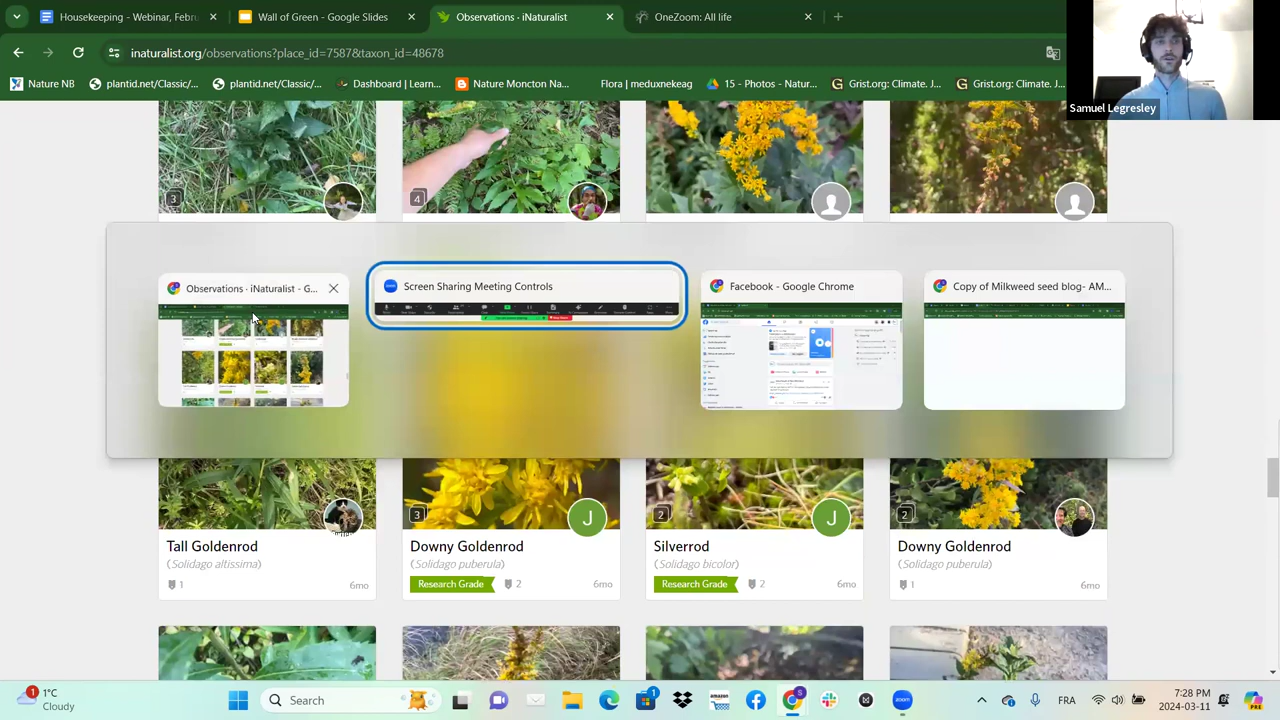 Housekeeping - Webinar, Febru
Wall of Green - Google Slides
Observations · iNaturalist
OneZoom: All life
inaturalist.org/observations?place_id=7587&taxon_id=48678
Nature NB
plantid.net/Classic/...
plantid.net/Classic/...
Dashboard | Learn...
Nature Moncton Na...
Flora | meduxnekeag
15 - Photos - Natur...
Grist.org: Climate. J...
Grist.org: Climate. J...
Samuel Legresley
3
4
Observations · iNaturalist - G...
Screen Sharing Meeting Controls
Facebook - Google Chrome
Copy of Milkweed seed blog- AM...
3
J
2
J
2
Tall Goldenrod
(Solidago altissima)
1
6mo
Downy Goldenrod
(Solidago puberula)
Research Grade
2
6mo
Silverrod
(Solidago bicolor)
Research Grade
2
6mo
Downy Goldenrod
(Solidago puberula)
1
6mo
1
1°C
Cloudy
Search
amazon
1
S
zoom
FRA
7:28 PM
2024-03-11
PRE